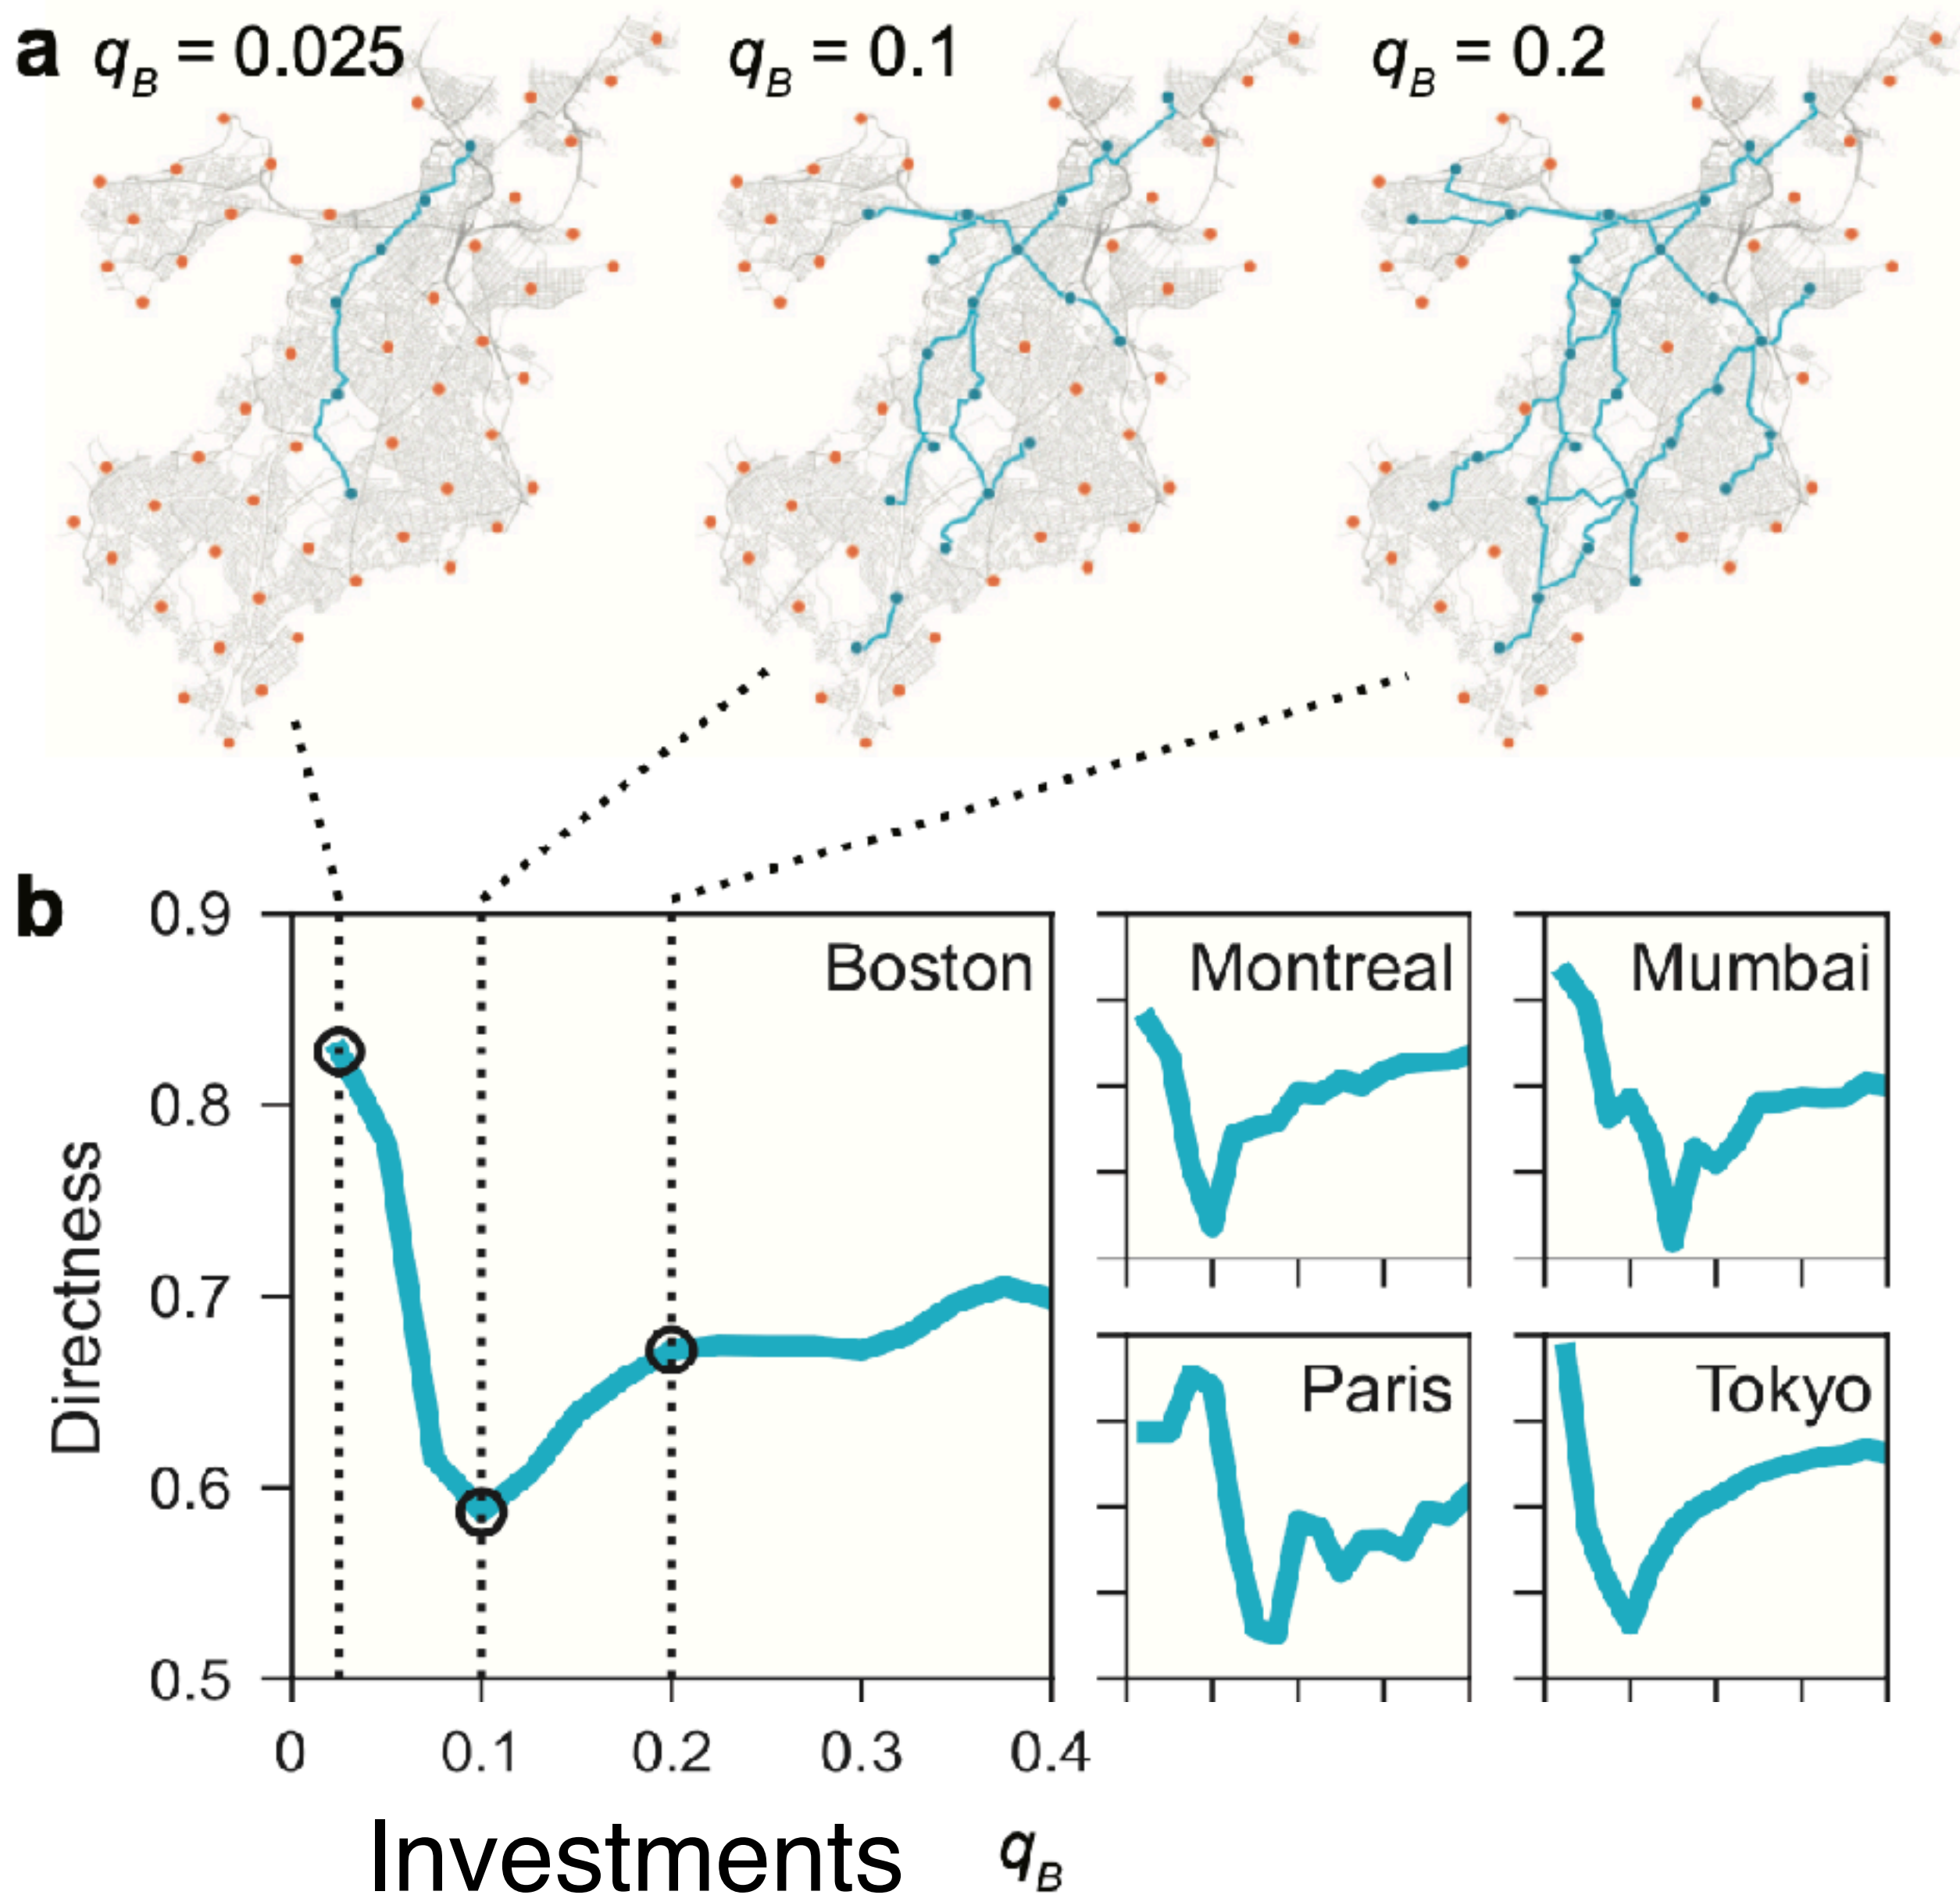 a q_B = 0.025
q_B = 0.1
q_B = 0.2
b
0.9
0.8
0.7
0.6
0.5
Directness
Boston
Montreal
Mumbai
Paris
Tokyo
0 0.1 0.2 0.3 0.4
Investments q_B